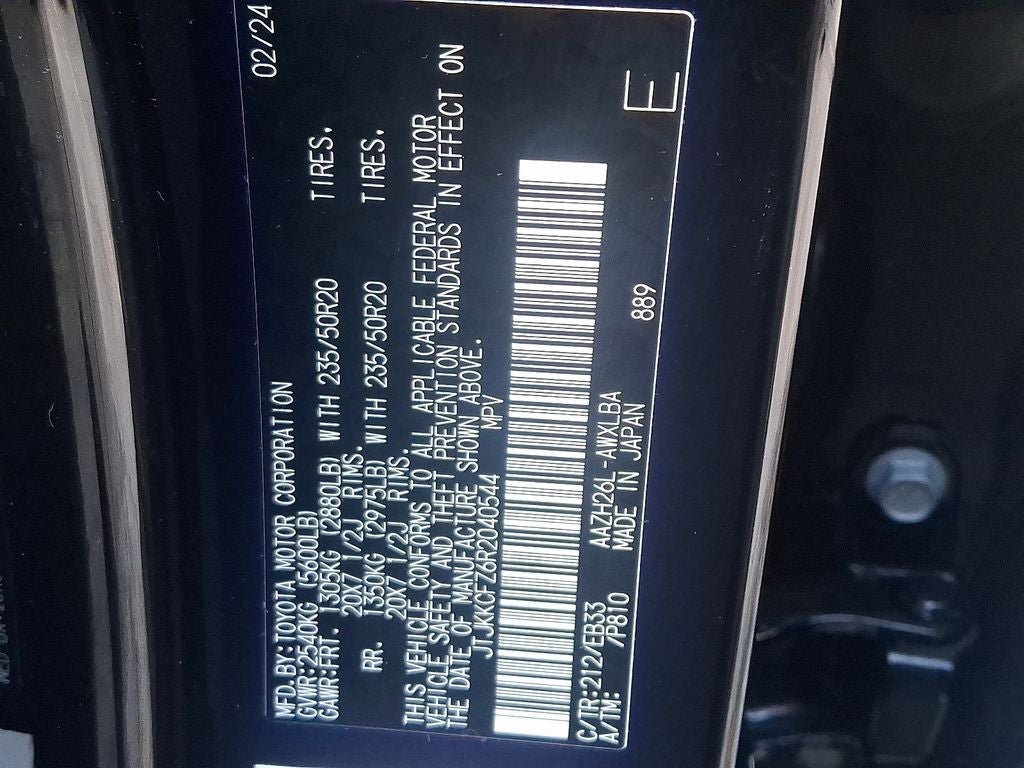 MFD.BY:TOYOTA MOTOR CORPORATION 02/24
GVWR:2540KG (5600LB)
GAWR:FRT. 1305KG (2880LB) WITH 235/50R20 TIRES.
20X7 1/2J RIMS.
RR. 1350KG (2975LB) WITH 235/50R20 TIRES.
20X7 1/2J RIMS.
THIS VEHICLE CONFORMS TO ALL APPLICABLE FEDERAL MOTOR
VEHICLE SAFETY AND THEFT PREVENTION STANDARDS IN EFFECT ON
THE DATE OF MANUFACTURE SHOWN ABOVE.
JTJKKCFZ6R2040544 MPV
C/TR:212/EB33 AAZH26L-AWXLBA
A/TM: /P810 MADE IN JAPAN 889
E